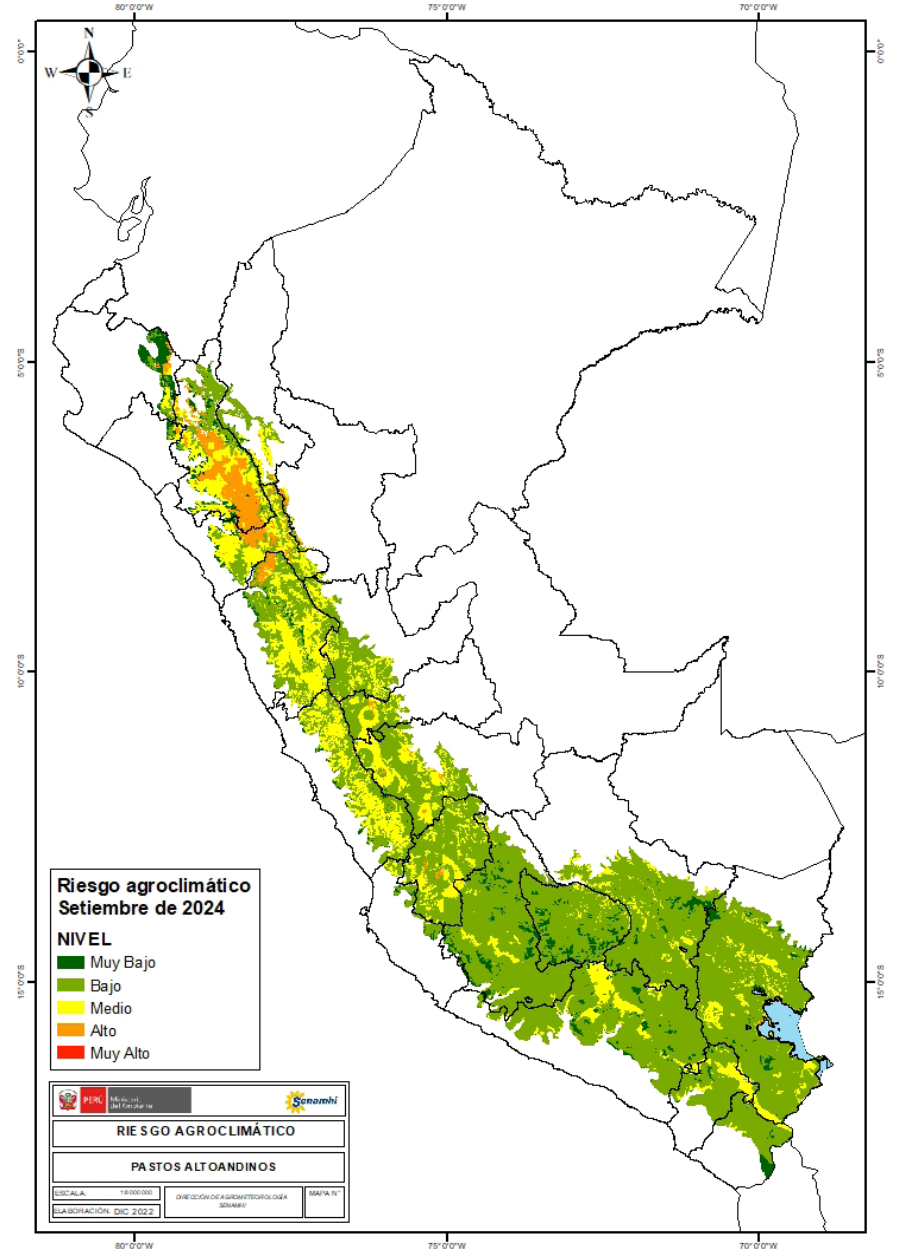 80°0'0"W 75°0'0"W 70°0'0"W
N
W E
S
0°0'0" 0°0'0"
5°0'0"S 5°0'0"S
10°0'0"S 10°0'0"S
15°0'0"S 15°0'0"S
Riesgo agroclimático
Setiembre de 2024
NIVEL
Muy Bajo
Bajo
Medio
Alto
Muy Alto
PERÚ Ministerio
del Ambiente
Senamhi
RIESGO AGROCLIMÁTICO
PASTOS ALTOANDINOS
ESCALA:
ELABORACIÓN: DIC 2022
DIRECCIÓN DE AGROMETEOROLOGÍA
SENAMHI
MAPA N°
80°0'0"W 75°0'0"W 70°0'0"W